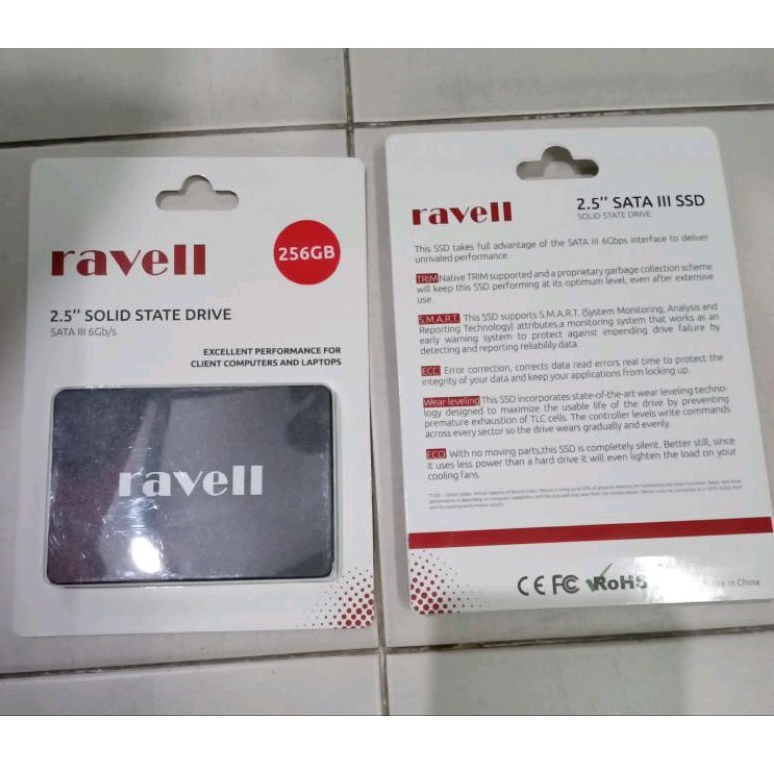 ravell
256GB
2.5" SOLID STATE DRIVE
SATA III 6Gb/s
EXCELLENT PERFORMANCE FOR
CLIENT COMPUTERS AND LAPTOPS
ravell
ravell
2.5" SATA III SSD
SOLID STATE DRIVE
This SSD takes full advantage of the SATA III 6Gbps interface to deliver
unrivaled performance.
TRIM Native TRIM supported and a proprietary garbage collection scheme
will keep this SSD performing at its optimum level, even after extensive
use.
S.M.A.R.T. This SSD supports S.M.A.R.T. (System Monitoring, Analysis and
Reporting Technology) attributes,a monitoring system that works as an
early warning system to protect against impending drive failure by
detecting and reporting reliability data.
ECC Error correction, corrects data read errors real time to protect the
integrity of your data and keep your applications from locking up.
Wear leveling This SSD incorporates state-of-the-art wear leveling techno-
logy designed to maximize the usable life of the drive by preventing
premature exhaustion of TLC cells. The controller levels write commands
across every sector so the drive wears gradually and evenly.
ECO With no moving parts,this SSD is completely silent. Better still, since
it uses less power than a hard drive it will even lighten the load on your
cooling fans.
CE FC RoHS
in China